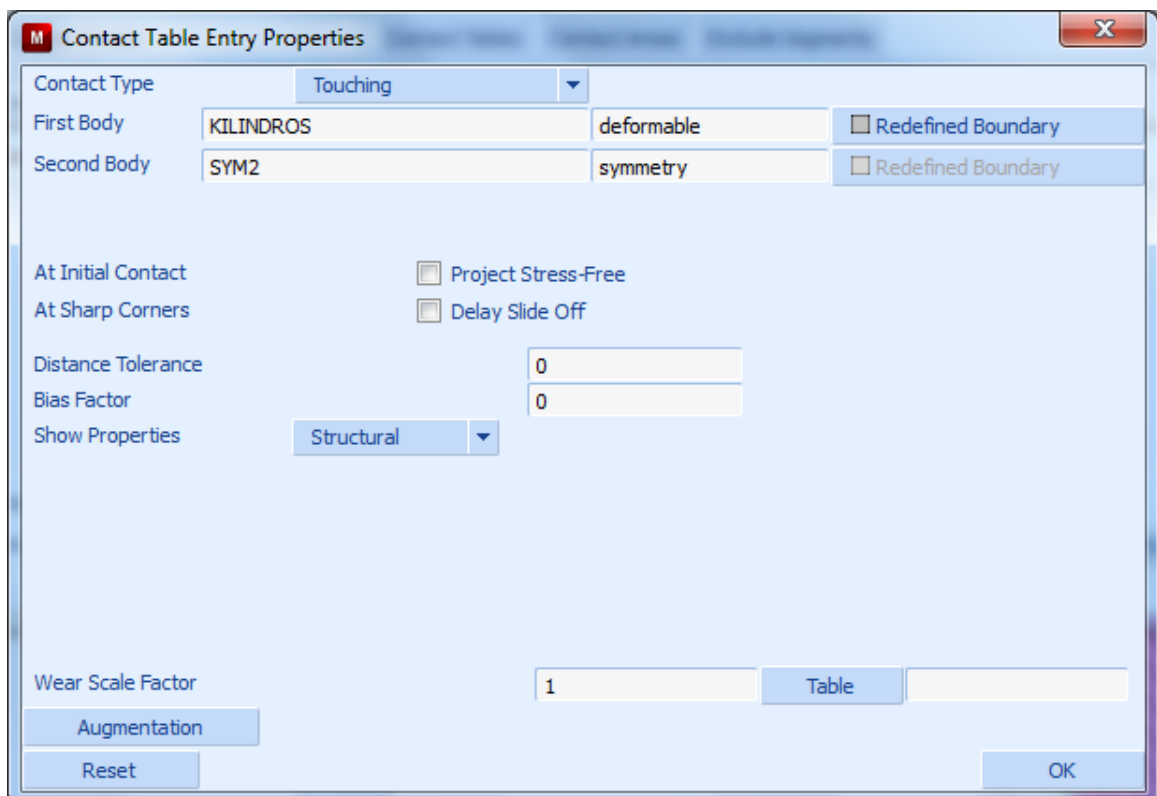 M Contact Table Entry Properties X
Contact Type Touching
First Body KILINDROS deformable Redefined Boundary
Second Body SYM2 symmetry Redefined Boundary
At Initial Contact Project Stress-Free
At Sharp Corners Delay Slide Off
Distance Tolerance 0
Bias Factor 0
Show Properties Structural
Wear Scale Factor 1 Table
Augmentation
Reset OK